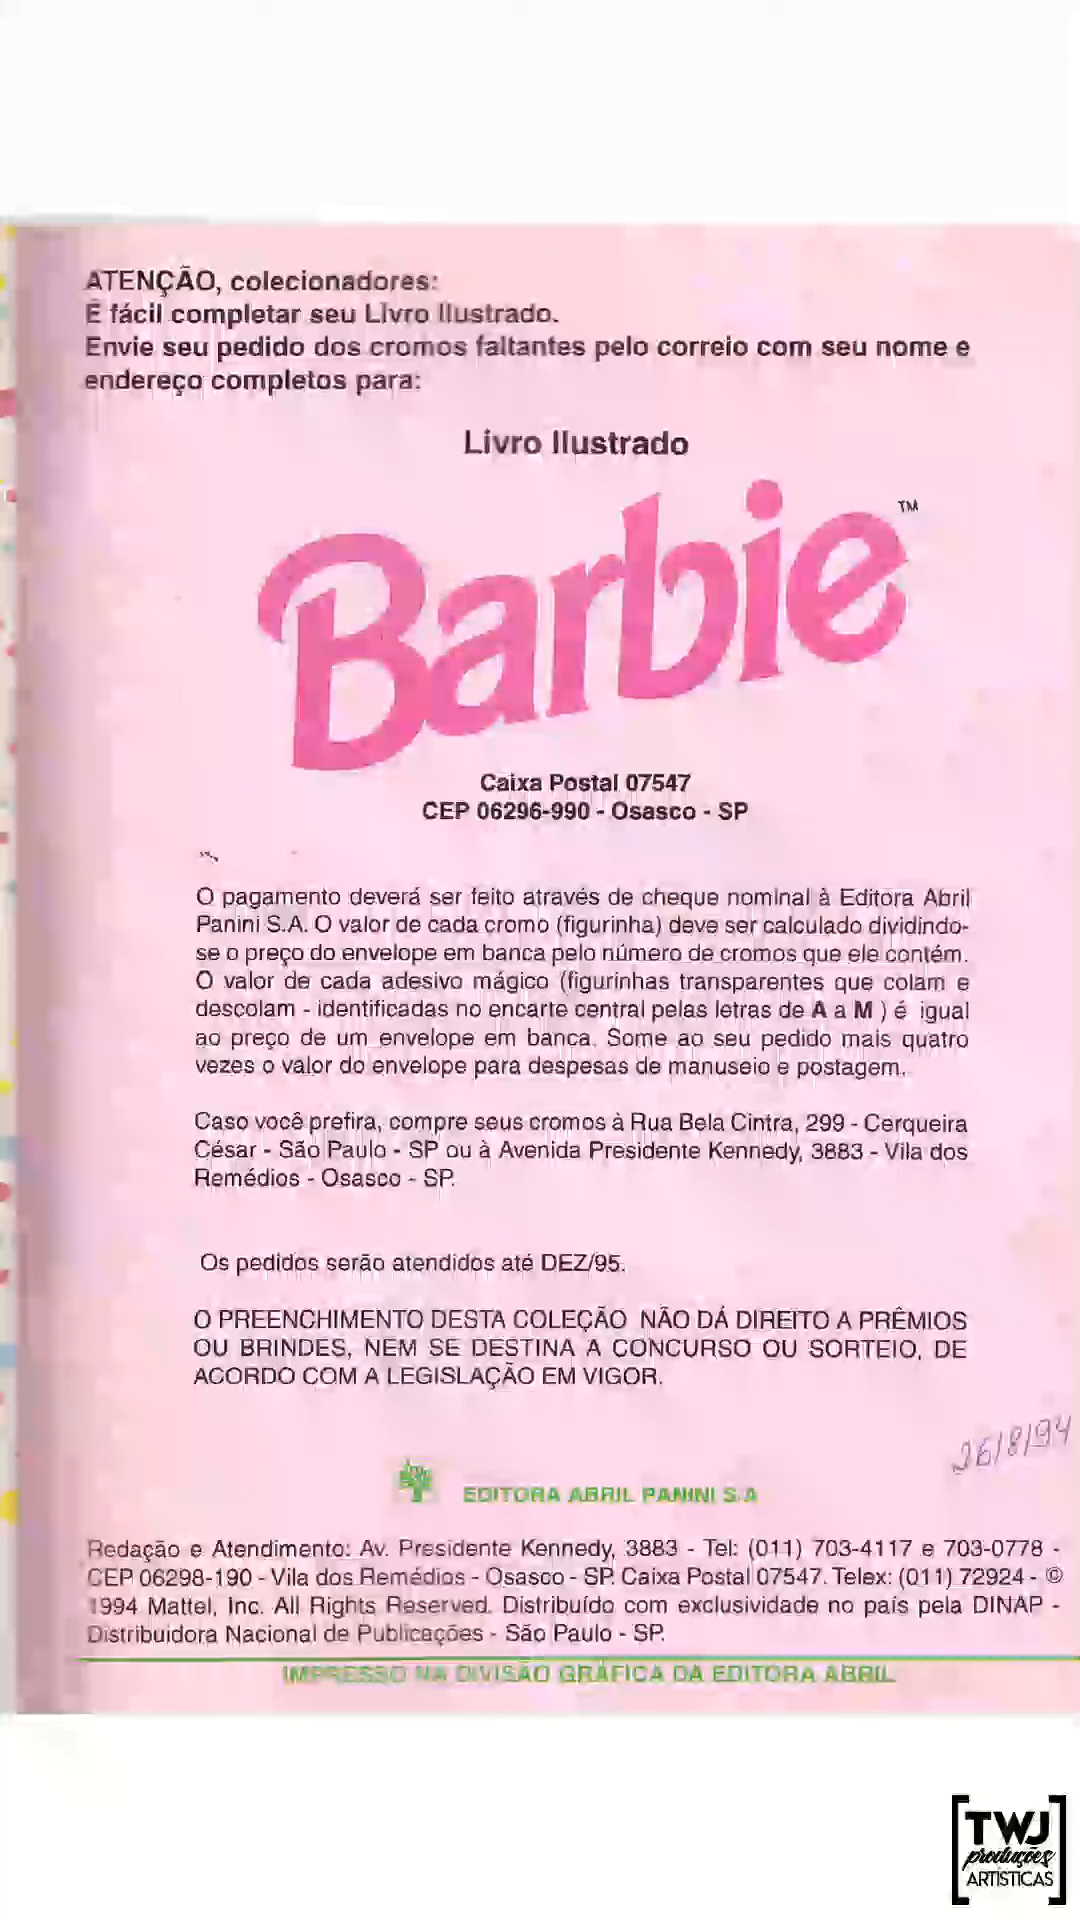 ATENÇÃO, colecionadores:
É fácil completar seu Livro Ilustrado.
Envie seu pedido dos cromos faltantes pelo correio com seu nome e
endereço completos para:
Livro Ilustrado
Barbie™
Caixa Postal 07547
CEP 06296-990 - Osasco - SP
O pagamento deverá ser feito através de cheque nominal à Editora Abril
Panini S.A. O valor de cada cromo (figurinha) deve ser calculado dividindo-
se o preço do envelope em banca pelo número de cromos que ele contém.
O valor de cada adesivo mágico (figurinhas transparentes que colam e
descolam - identificadas no encarte central pelas letras de A a M ) é igual
ao preço de um envelope em banca. Some ao seu pedido mais quatro
vezes o valor do envelope para despesas de manuseio e postagem.
Caso você prefira, compre seus cromos à Rua Bela Cintra, 299 - Cerqueira
César - São Paulo - SP ou à Avenida Presidente Kennedy, 3883 - Vila dos
Remédios - Osasco - SP.
Os pedidos serão atendidos até DEZ/95.
O PREENCHIMENTO DESTA COLEÇÃO NÃO DÁ DIREITO A PRÊMIOS
OU BRINDES, NEM SE DESTINA A CONCURSO OU SORTEIO, DE
ACORDO COM A LEGISLAÇÃO EM VIGOR.
26/8/94
EDITORA ABRIL PANINI S.A
Redação e Atendimento: Av. Presidente Kennedy, 3883 - Tel: (011) 703-4117 e 703-0778 -
CEP 06298-190 - Vila dos Remédios - Osasco - SP. Caixa Postal 07547. Telex: (011) 72924 - ©
1994 Mattel, Inc. All Rights Reserved. Distribuído com exclusividade no país pela DINAP -
Distribuidora Nacional de Publicações - São Paulo - SP.
IMPRESSO NA DIVISÃO GRÁFICA DA EDITORA ABRIL
TWJ
produções
ARTÍSTICAS